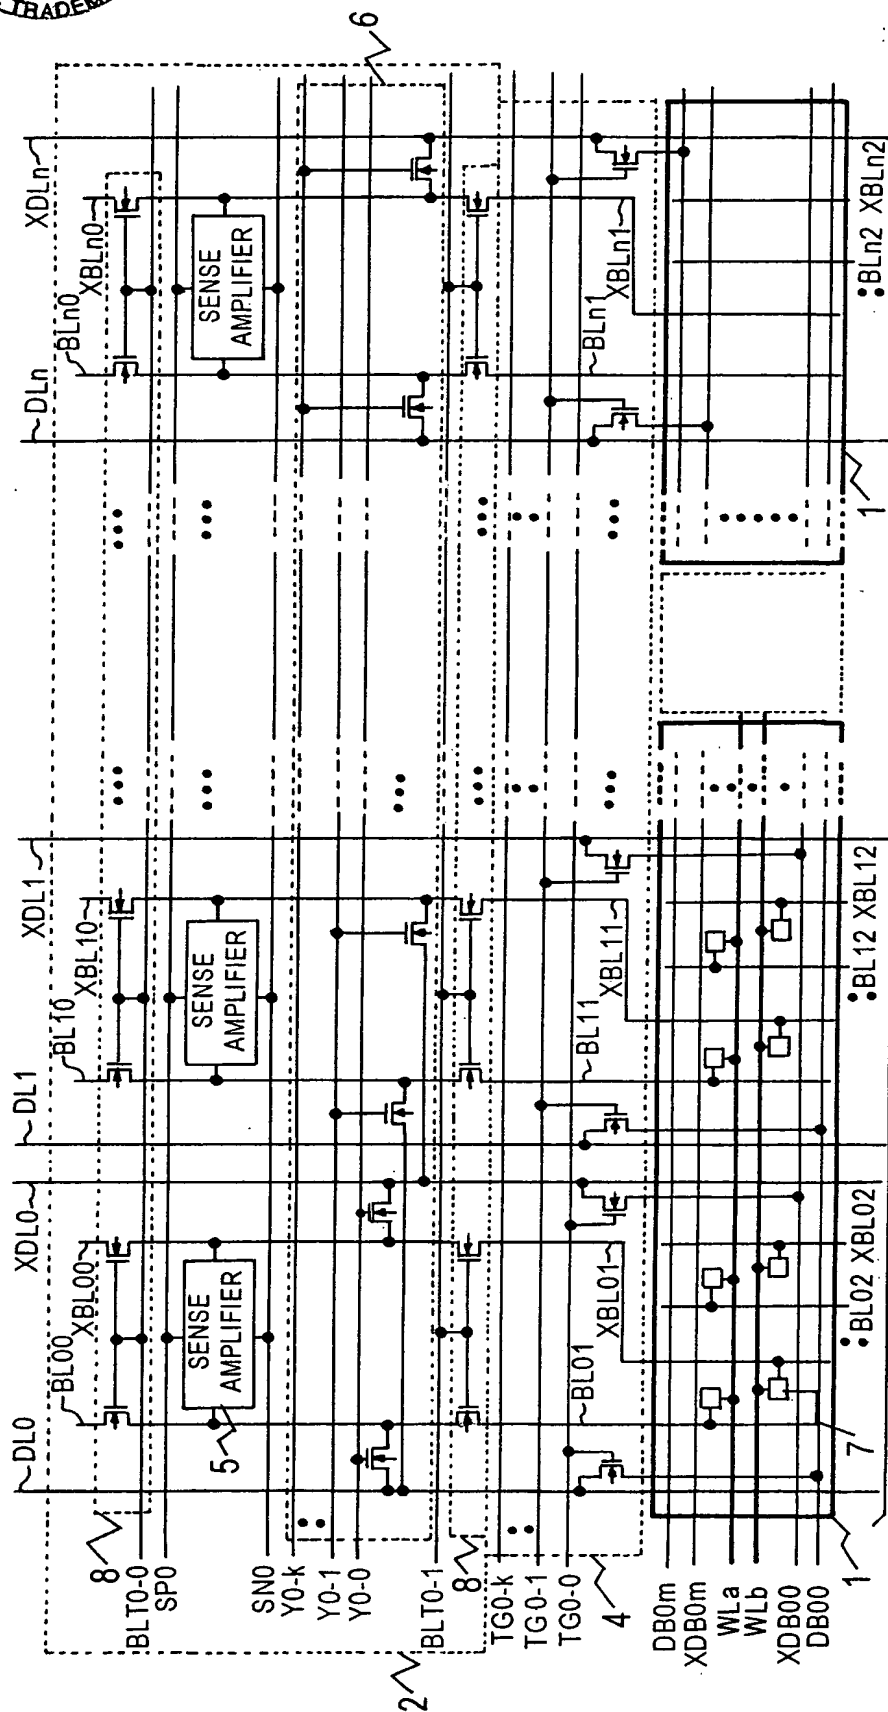 TRADEM
6
DL0
BL00
XBL00
XDL0
DL1
BL10
XBL10
XDL1
DLn
BLn0
XBLn0
XDLn
8
BLT0-0
SP0
SENSE
AMPLIFIER
SENSE
AMPLIFIER
SENSE
AMPLIFIER
5
SN0
Y0-k
Y0-1
Y0-0
2
BLT0-1
8
TG0-k
TG0-1
TG0-0
4
BL01
XBL01
BL11
XBL11
BLn1
XBLn1
DB0m
XDB0m
WLa
WLb
XDB00
DB00
1
7
BL02
XBL02
BL12
XBL12
1
BLn2
XBLn2